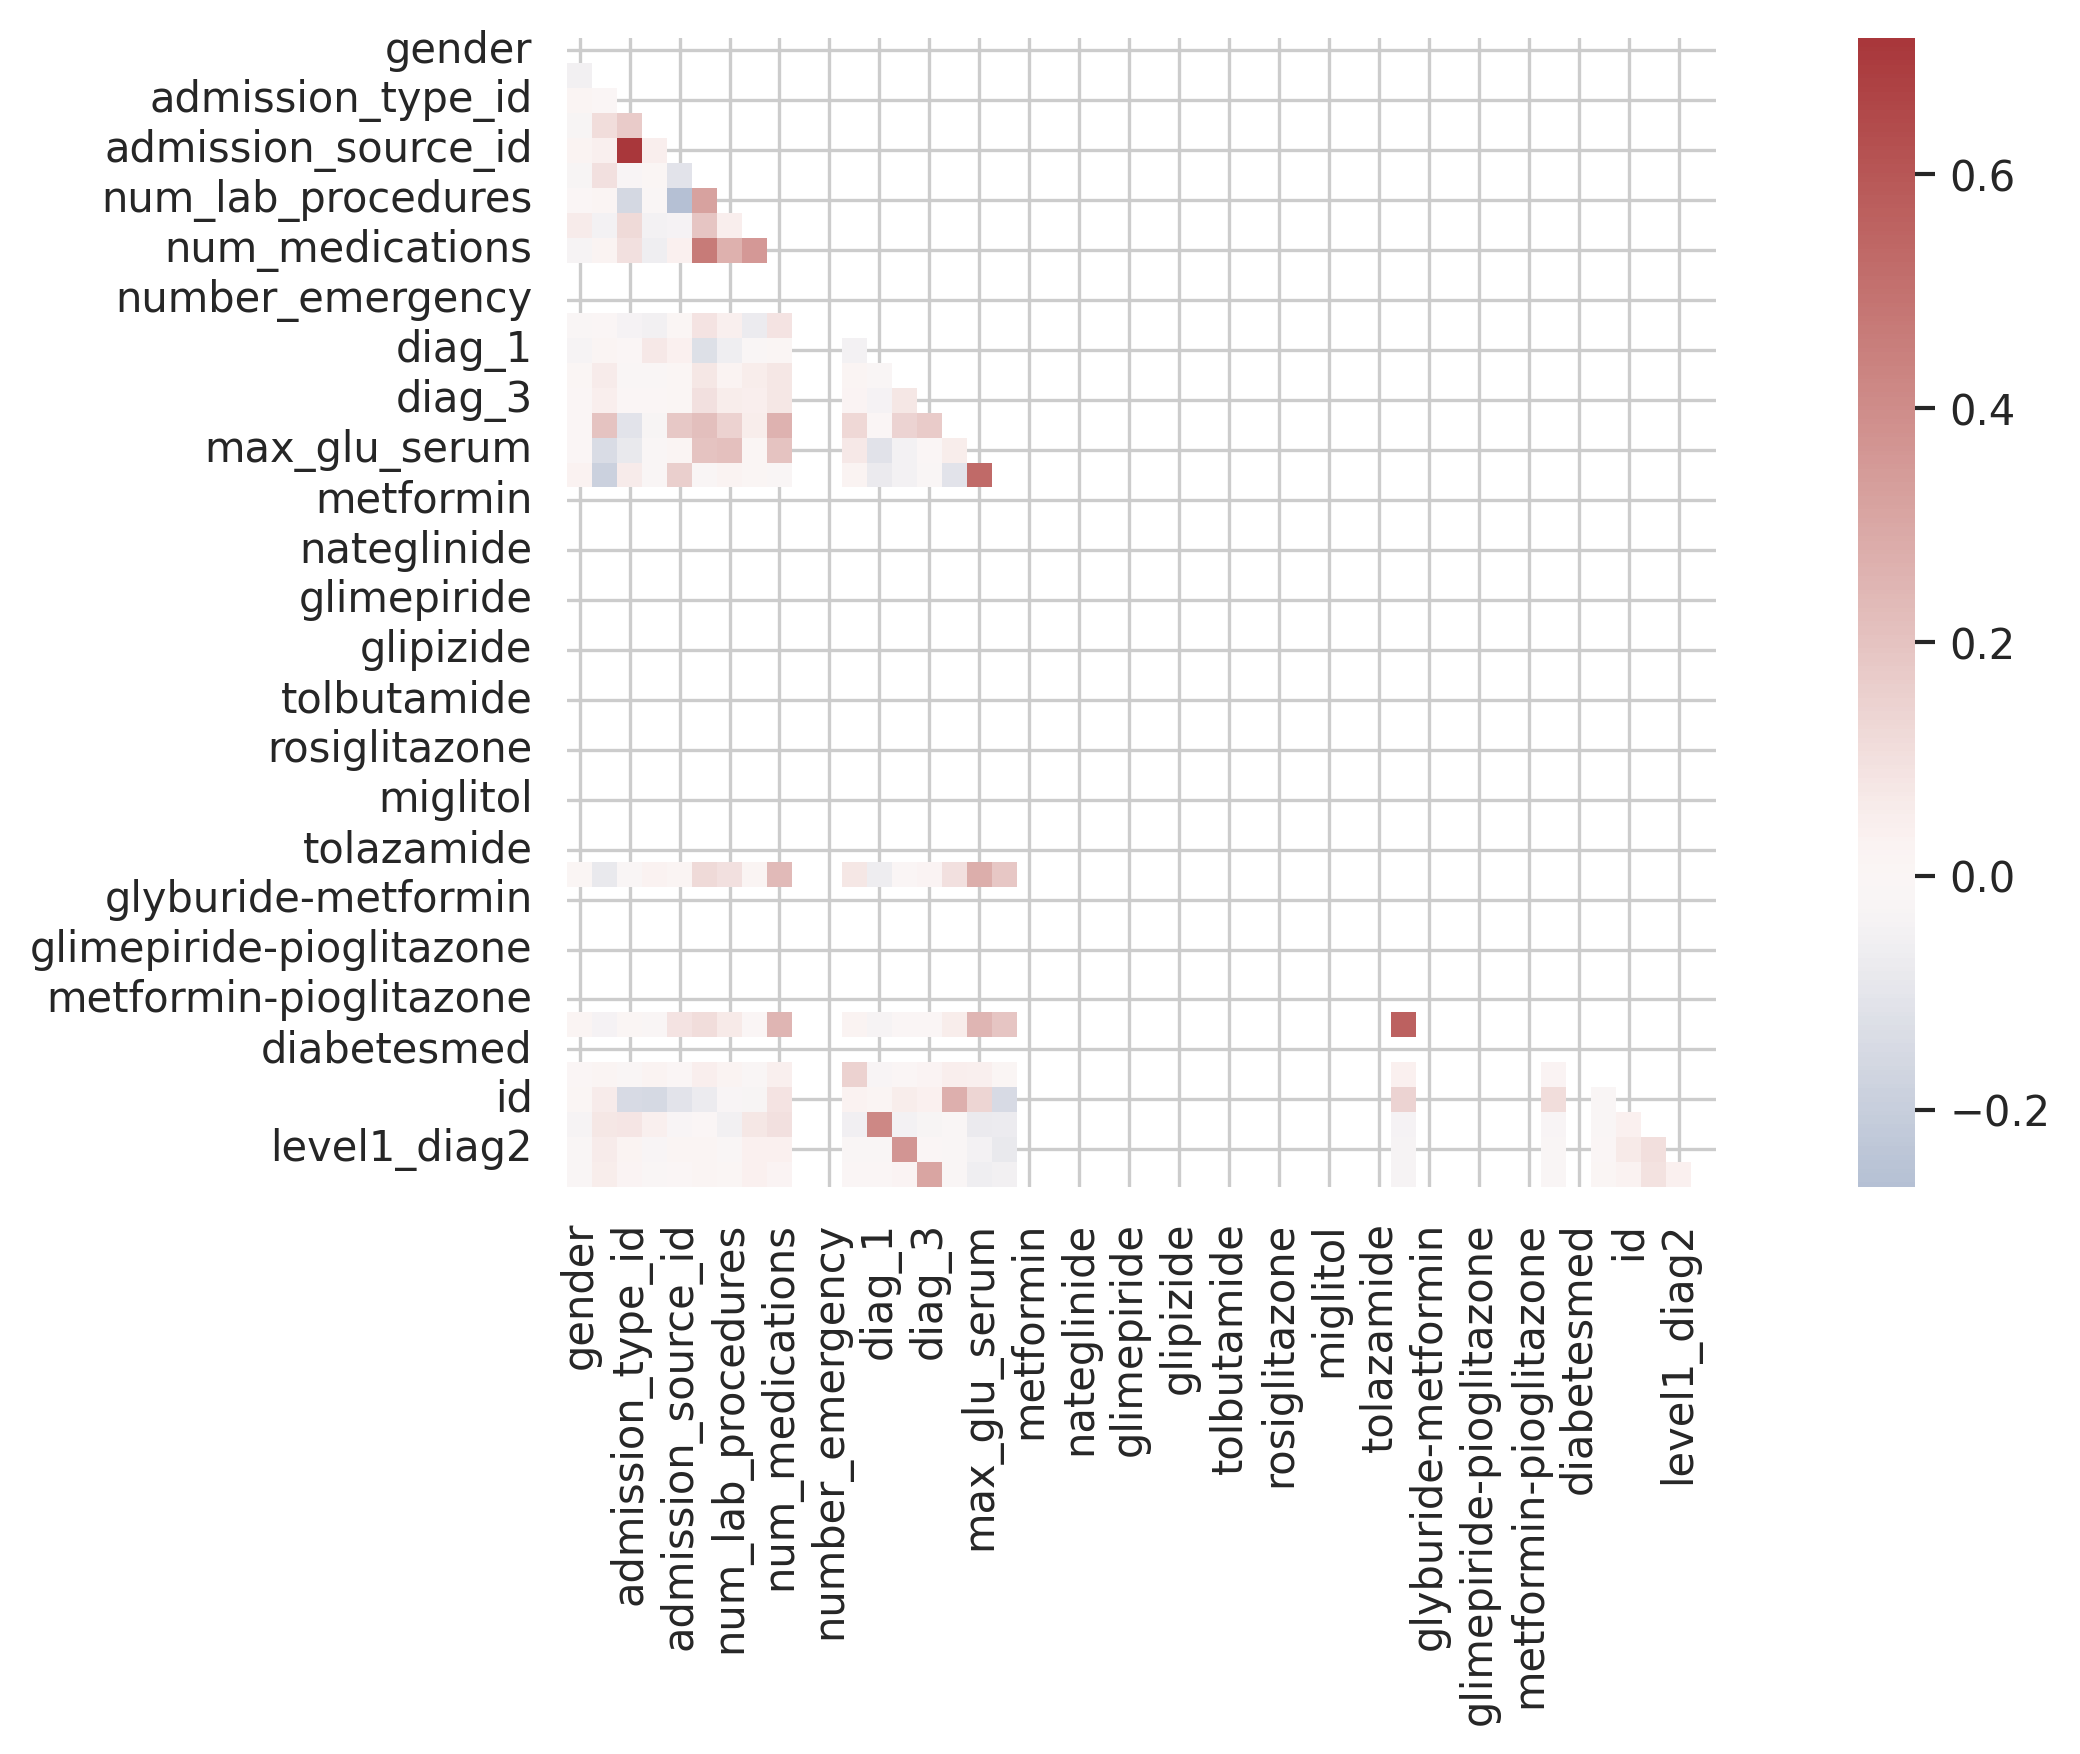 gender
admission_type_id
admission_source_id
num_lab_procedures
num_medications
number_emergency
diag_1
diag_3
max_glu_serum
metformin
nateglinide
glimepiride
glipizide
tolbutamide
rosiglitazone
miglitol
tolazamide
glyburide-metformin
glimepiride-pioglitazone
metformin-pioglitazone
diabetesmed
id
level1_diag2
gender
admission_type_id
admission_source_id
num_lab_procedures
num_medications
number_emergency
diag_1
diag_3
max_glu_serum
metformin
nateglinide
glimepiride
glipizide
tolbutamide
rosiglitazone
miglitol
tolazamide
glyburide-metformin
glimepiride-pioglitazone
metformin-pioglitazone
diabetesmed
id
level1_diag2
0.6
0.4
0.2
0.0
−0.2